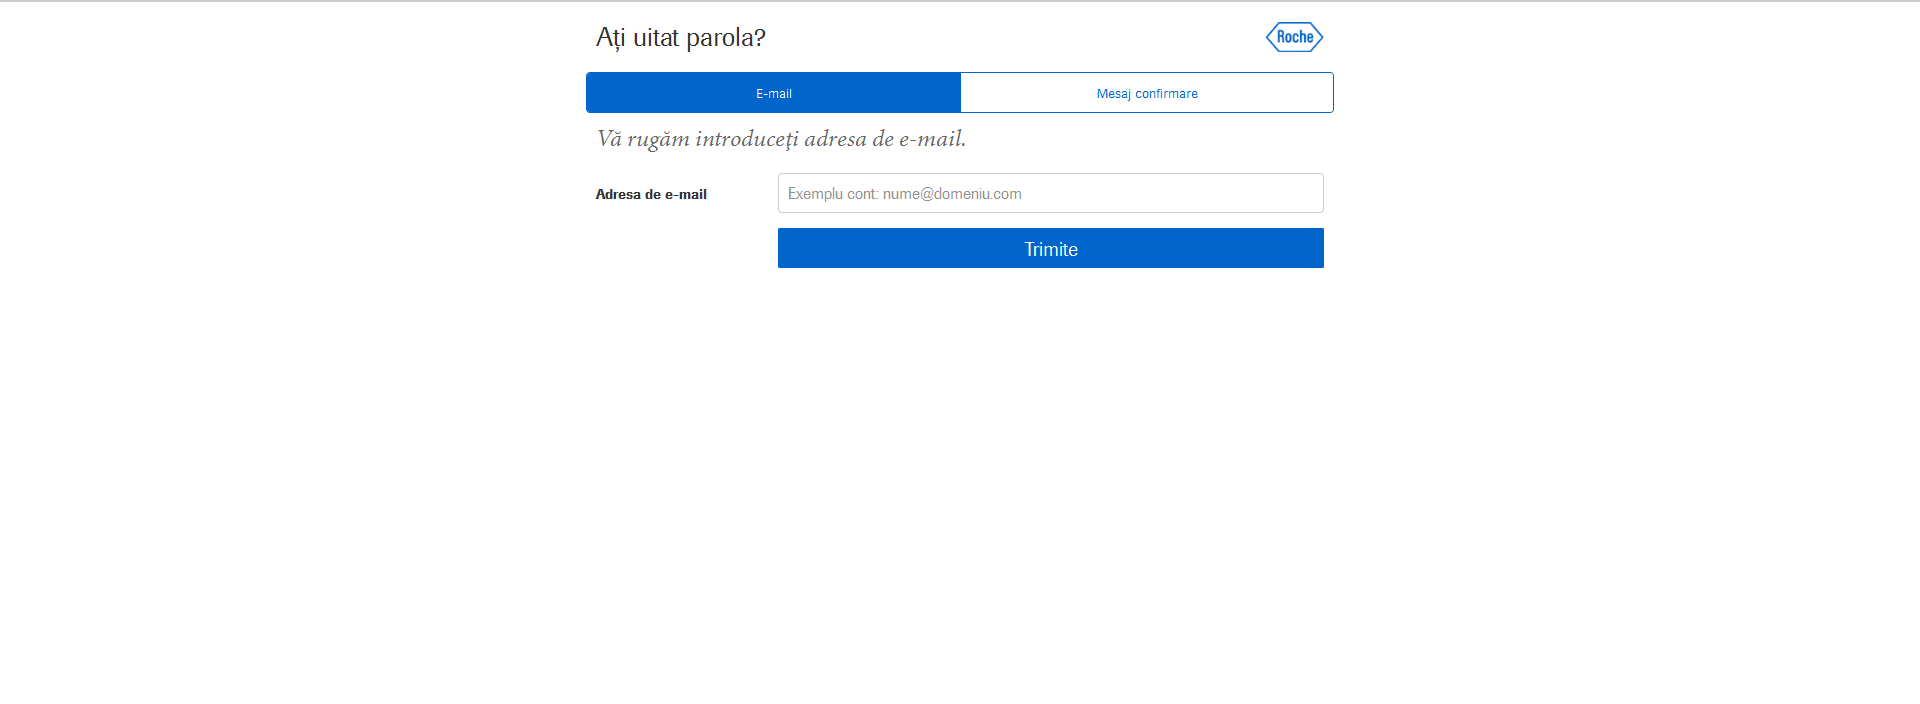 Ați uitat parola?
Roche
E-mail
Mesaj confirmare
Vă rugăm introduceţi adresa de e-mail.
Adresa de e-mail
Exemplu cont: nume@domeniu.com
Trimite